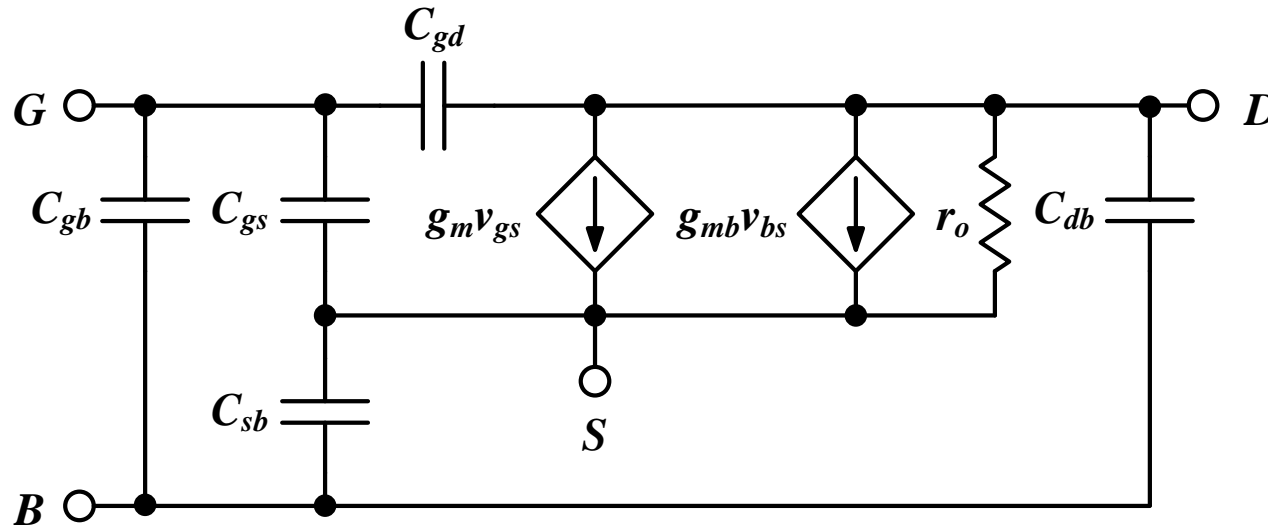 C_gd
G
D
C_gb
C_gs
g_m v_gs
g_mb v_bs
r_o
C_db
C_sb
S
B